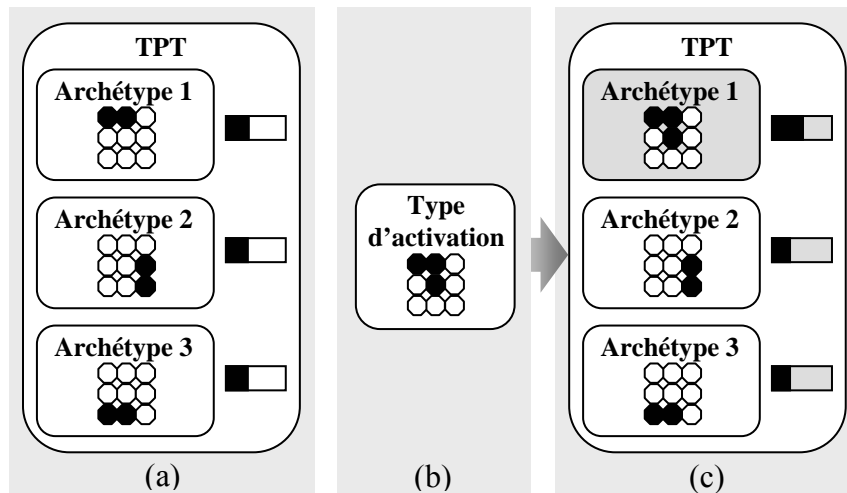 TPT
Archétype 1
Archétype 2
Archétype 3
(a)
Type
d'activation
(b)
TPT
Archétype 1
Archétype 2
Archétype 3
(c)